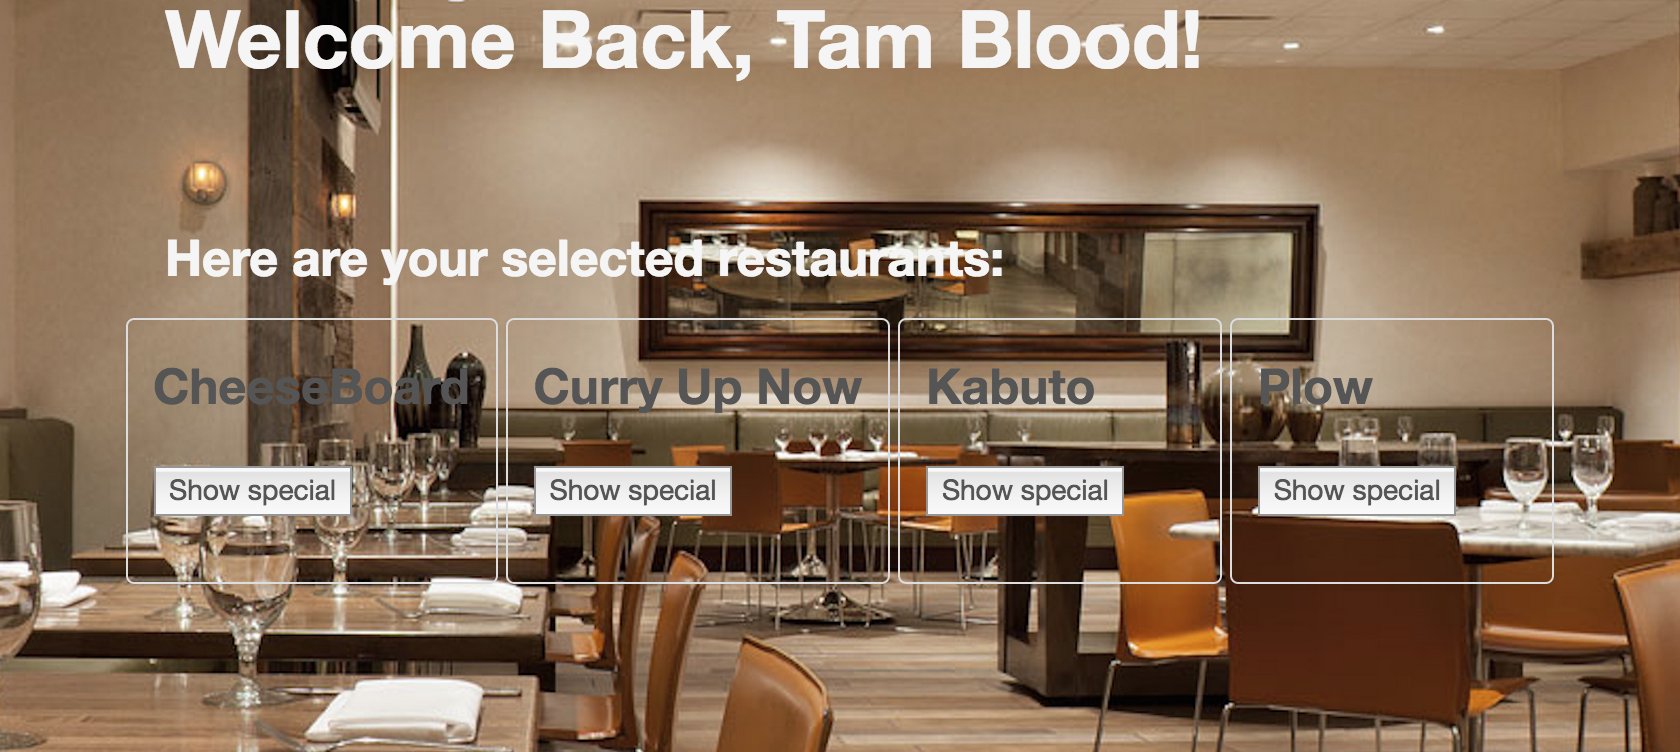 Welcome Back, Tam Blood!
Here are your selected restaurants:
CheeseBoard
Curry Up Now
Kabuto
Plow
Show special
Show special
Show special
Show special